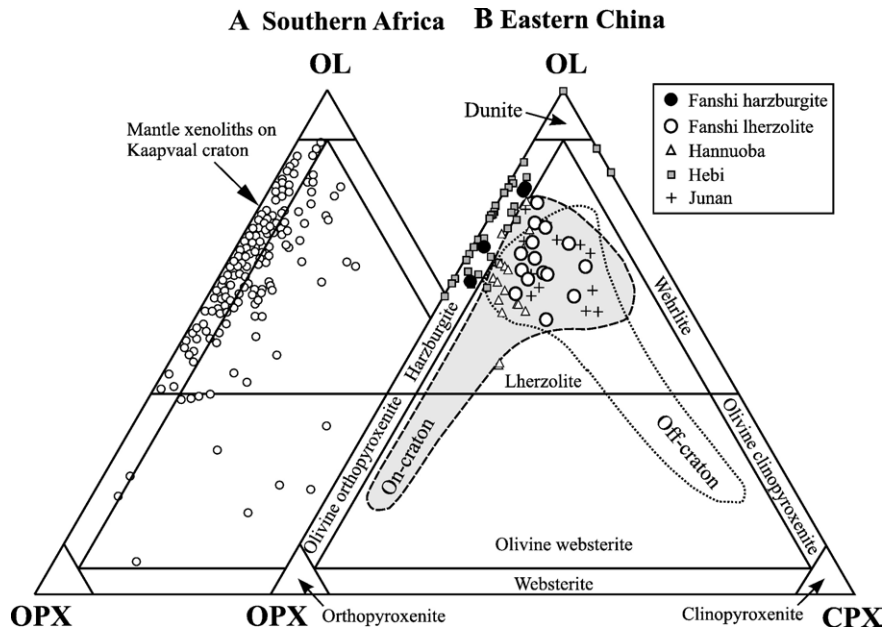 A Southern Africa
B Eastern China
OL
OL
Mantle xenoliths on
Kaapvaal craton
Dunite
Fanshi harzburgite
Fanshi lherzolite
Hannuoba
Hebi
Junan
Harzburgite
Wehrlite
Lherzolite
Olivine orthopyroxenite
On-craton
Off-craton
Olivine clinopyroxenite
Olivine websterite
Websterite
OPX
OPX
Orthopyroxenite
Clinopyroxenite
CPX